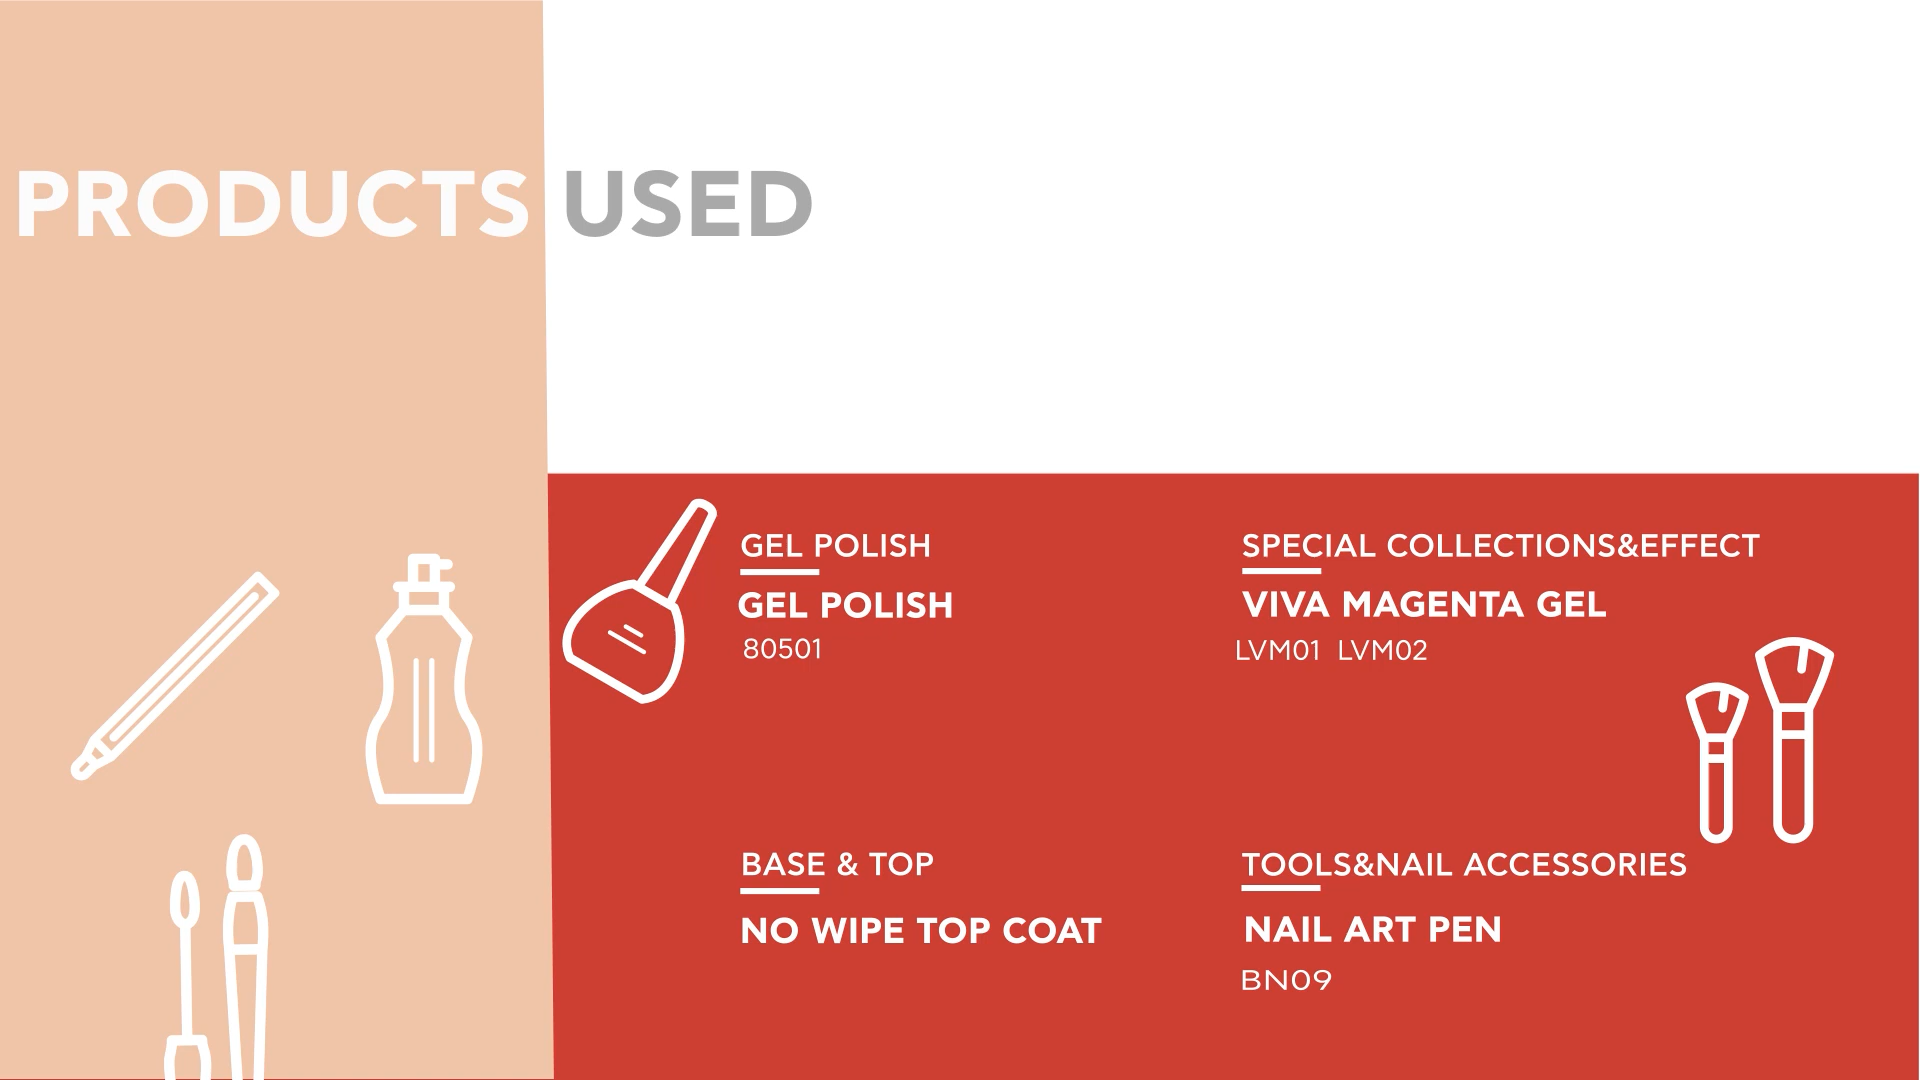 PRODUCTS USED
GEL POLISH
GEL POLISH
80501
SPECIAL COLLECTIONS&EFFECT
VIVA MAGENTA GEL
LVM01 LVM02
BASE & TOP
NO WIPE TOP COAT
TOOLS&NAIL ACCESSORIES
NAIL ART PEN
BN09